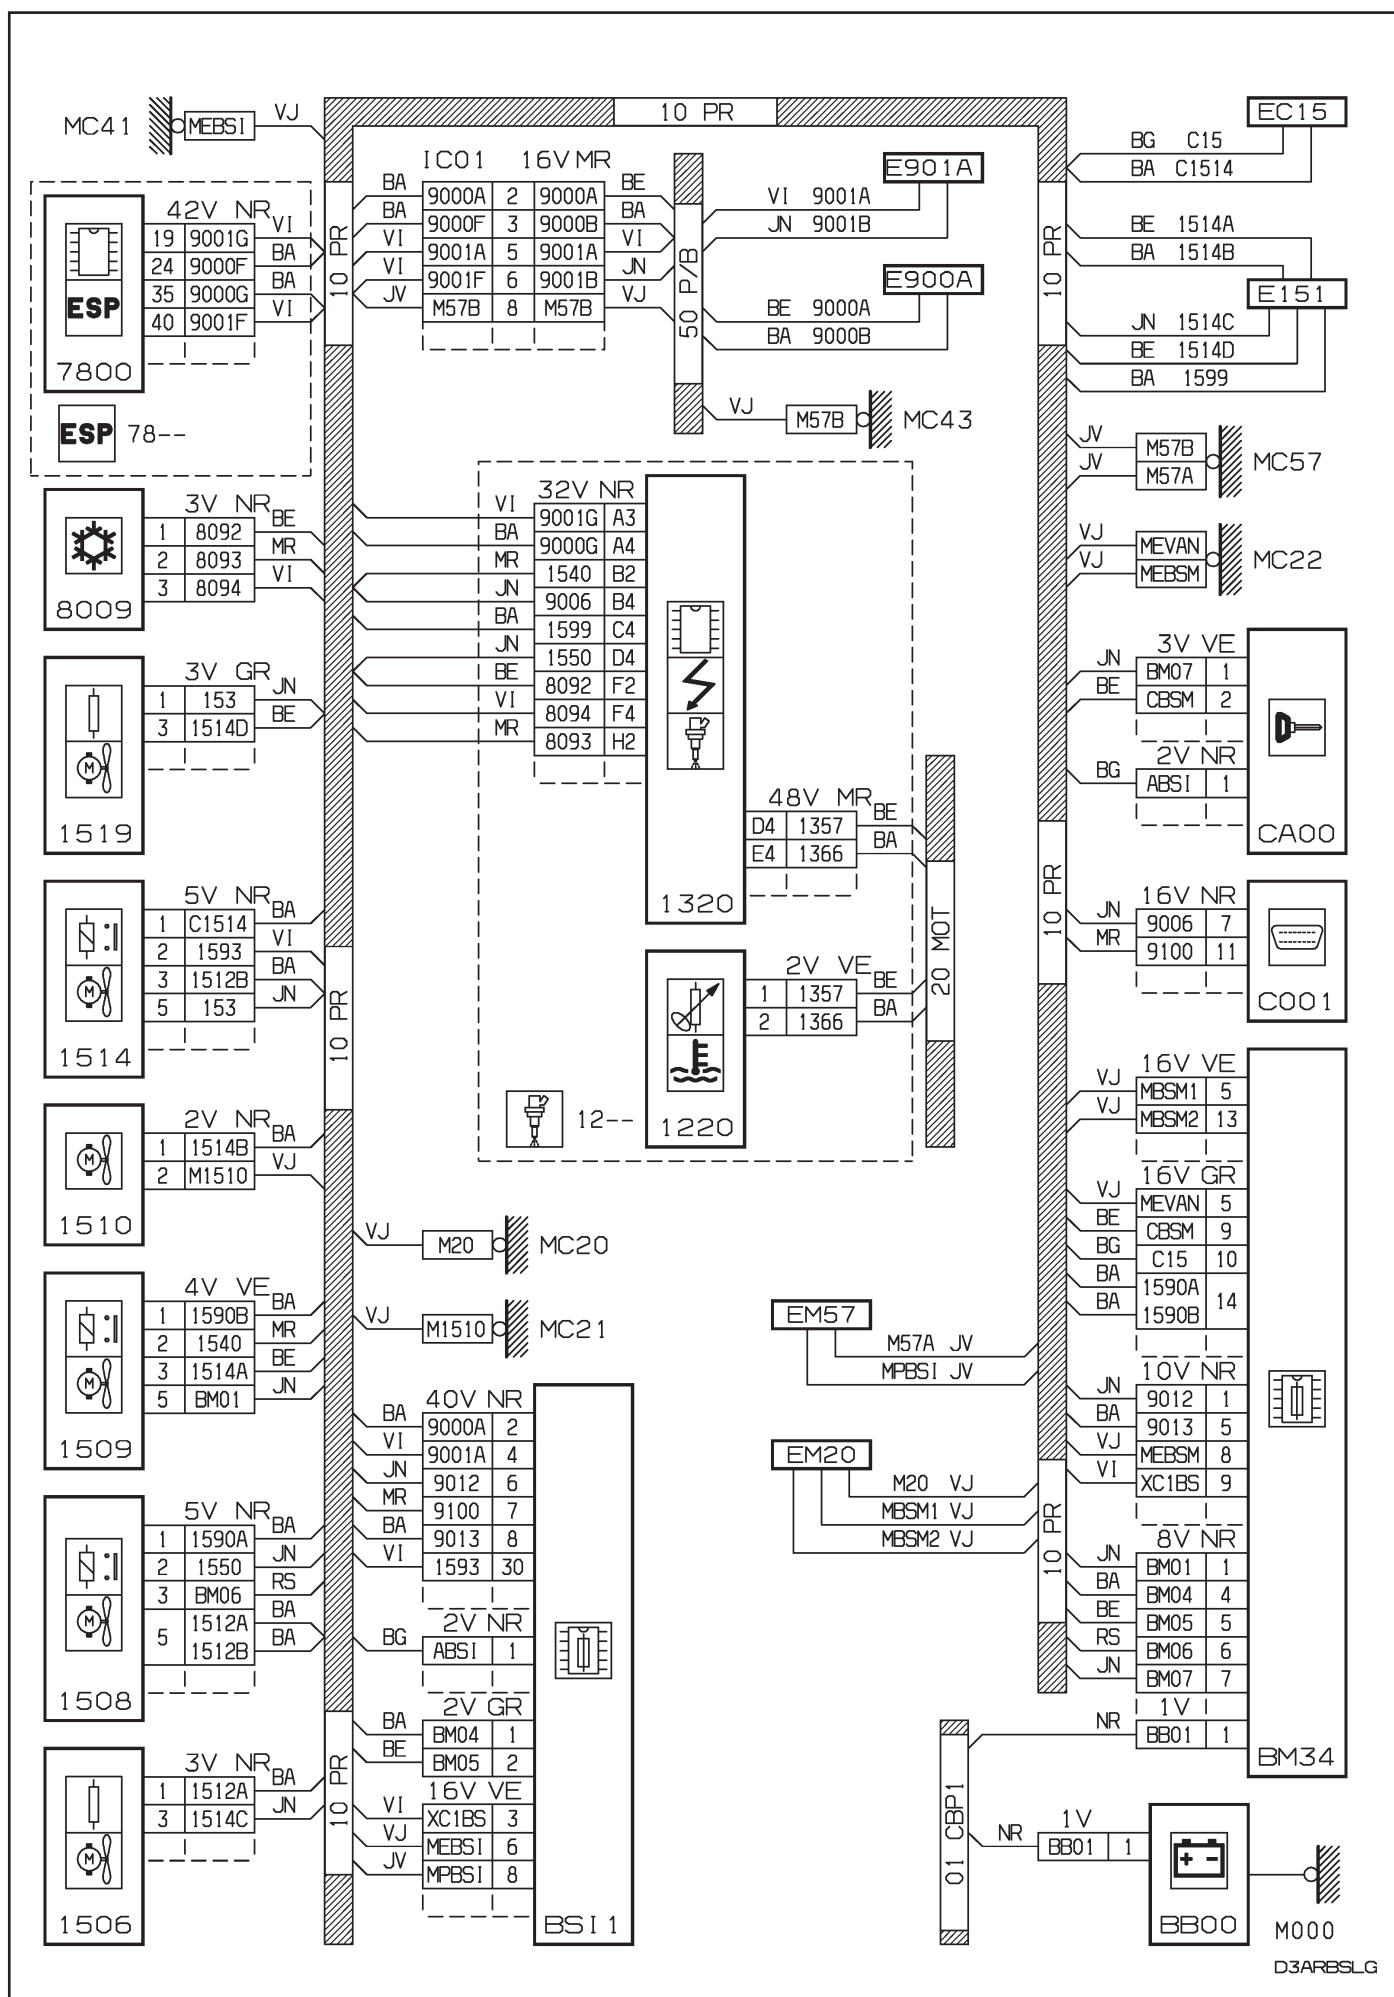 10 PR
MC41 MEBSI VJ
42V NR
19 9001G VI
24 9000F BA
35 9000G BA
40 9001F VI
ESP
7800
ESP 78--
10 PR
IC01 16V MR
BA 9000A 2 9000A BE
BA 9000F 3 9000B BA
VI 9001A 5 9001A VI
VI 9001F 6 9001B JN
JV M57B 8 M57B VJ
50 P/B
E901A
VI 9001A
JN 9001B
E900A
BE 9000A
BA 9000B
VJ M57B MC43
EC15
BG C15
BA C1514
10 PR
BE 1514A
BA 1514B
E151
JN 1514C
BE 1514D
BA 1599
JV M57B
JV M57A
MC57
VJ MEVAN
VJ MEBSM
MC22
3V NR
1 8092 BE
2 8093 MR
3 8094 VI
8009
3V GR
1 153 JN
3 1514D BE
M
1519
5V NR
1 C1514 BA
2 1593 VI
3 1512B BA
5 153 JN
M
1514
10 PR
2V NR
1 1514B BA
2 M1510 VJ
M
1510
4V VE
1 1590B BA
2 1540 MR
3 1514A BE
5 BM01 JN
M
1509
5V NR
1 1590A BA
2 1550 JN
3 BM06 RS
5 1512A BA
1512B BA
M
1508
3V NR
1 1512A BA
3 1514C JN
M
1506
10 PR
32V NR
VI 9001G A3
BA 9000G A4
MR 1540 B2
JN 9006 B4
BA 1599 C4
JN 1550 D4
BE 8092 F2
VI 8094 F4
MR 8093 H2
48V MR
D4 1357 BE
E4 1366 BA
1320
20 MOT
2V VE
1 1357 BE
2 1366 BA
1220
12--
VJ M20 MC20
VJ M1510 MC21
40V NR
BA 9000A 2
VI 9001A 4
JN 9012 6
MR 9100 7
BA 9013 8
VI 1593 30
2V NR
BG ABSI 1
2V GR
BA BM04 1
BE BM05 2
16V VE
VI XC1BS 3
VJ MEBSI 6
JV MPBSI 8
BSI1
EM57
M57A JV
MPBSI JV
EM20
M20 VJ
MBSM1 VJ
MBSM2 VJ
3V VE
JN BM07 1
BE CBSM 2
2V NR
BG ABSI 1
CA00
10 PR
16V NR
JN 9006 7
MR 9100 11
C001
16V VE
VJ MBSM1 5
VJ MBSM2 13
16V GR
VJ MEVAN 5
BE CBSM 9
BG C15 10
BA 1590A 14
BA 1590B
10V NR
JN 9012 1
BA 9013 5
VJ MEBSM 8
VI XC1BS 9
10 PR
8V NR
JN BM01 1
BA BM04 4
BE BM05 5
RS BM06 6
JN BM07 7
1V
NR BB01 1
BM34
01 CBP1
1V
NR BB01 1
+ -
BB00
M000
D3ARBSLG